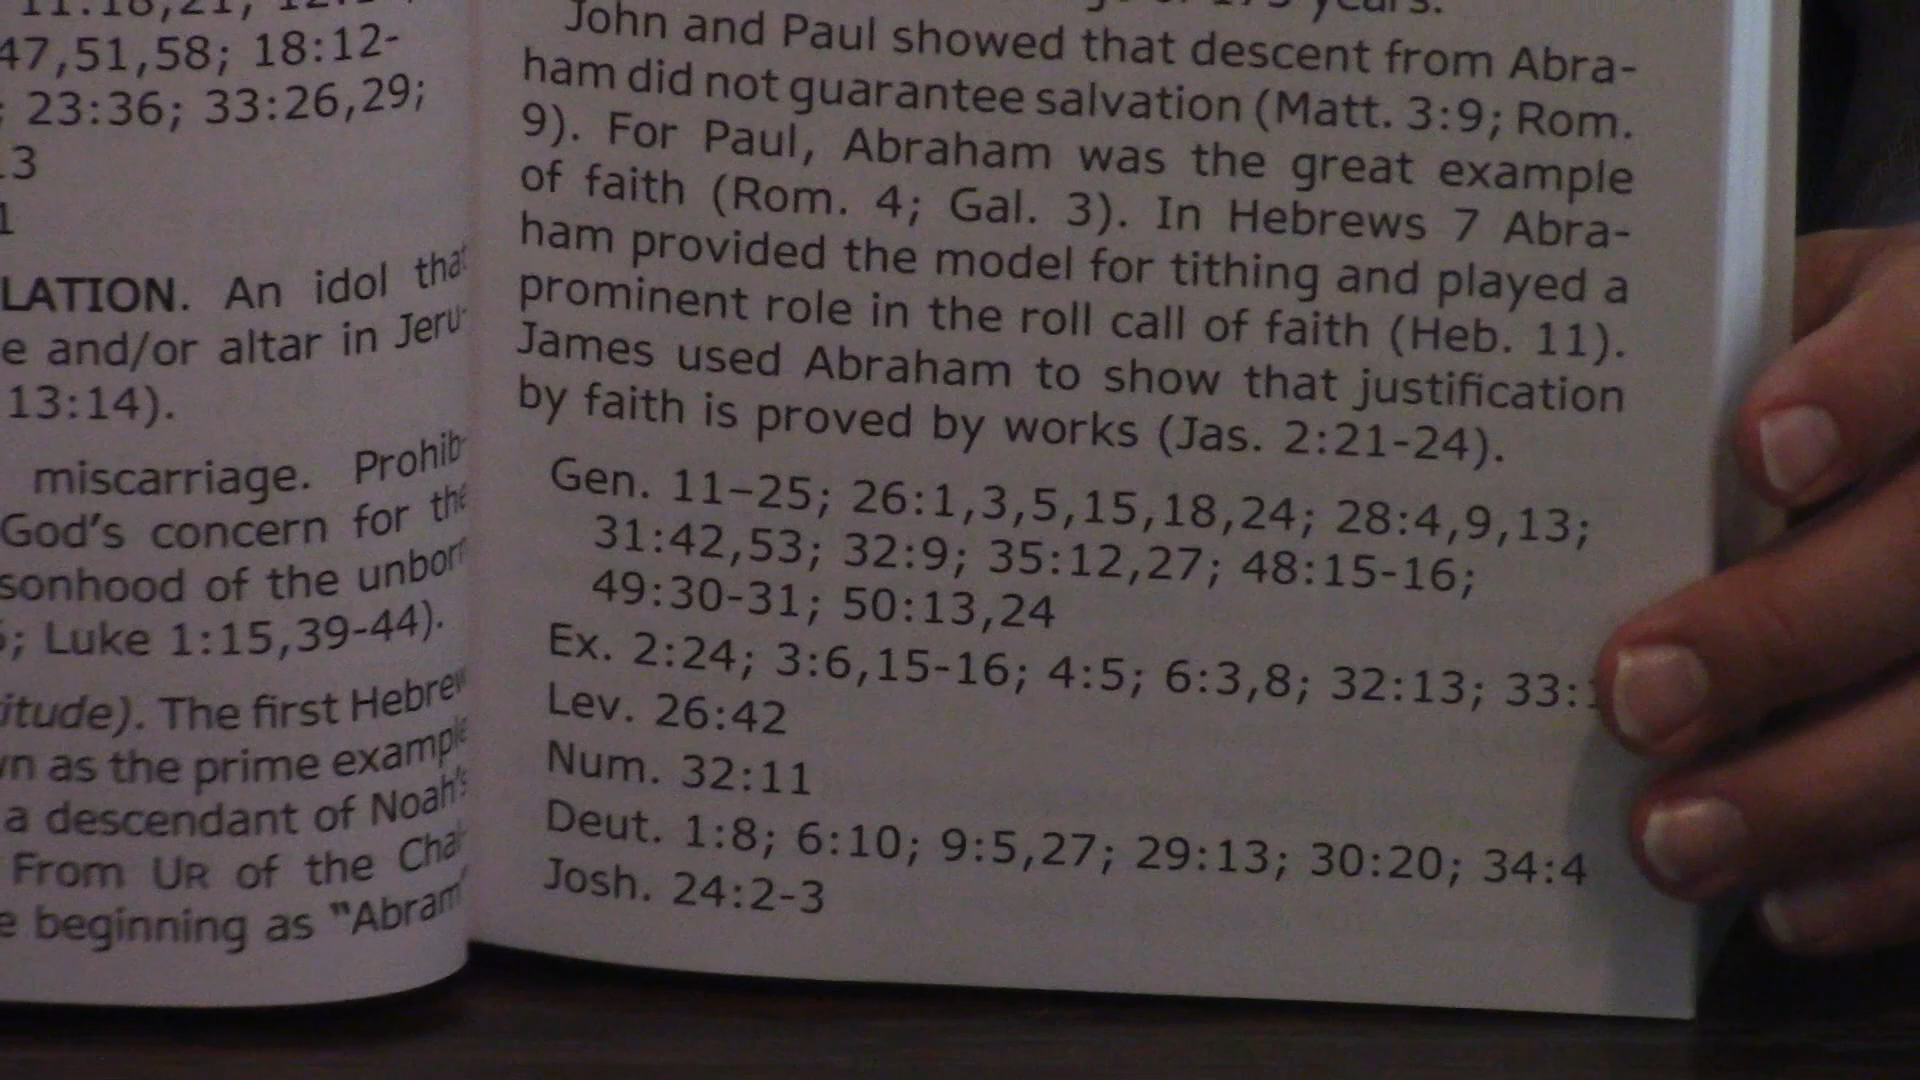 47,51,58; 18:12-
; 23:36; 33:26,29;
LATION. An idol
e and/or altar in Jeru-
13:14).
miscarriage. Prohib-
God's concern for the
sonhood of the
; Luke 1:15,39-44).
itude). The first
wn as the prime
a descendant of Noah's
From UR of the
e beginning as "Abram"
years.
John and Paul showed that descent from Abra-
ham did not guarantee salvation (Matt. 3:9; Rom.
9). For Paul, Abraham was the great example
of faith (Rom. 4; Gal. 3). In Hebrews 7 Abra-
ham provided the model for tithing and played a
prominent role in the roll call of faith (Heb. 11).
James used Abraham to show that justification
by faith is proved by works (Jas. 2:21-24).
Gen. 11–25; 26:1,3,5,15,18,24; 28:4,9,13;
31:42,53; 32:9; 35:12,27; 48:15-16;
49:30-31; 50:13,24
Ex. 2:24; 3:6,15-16; 4:5; 6:3,8; 32:13;
Lev. 26:42
Num. 32:11
Deut. 1:8; 6:10; 9:5,27; 29:13; 30:20; 34:4
Josh. 24:2-3